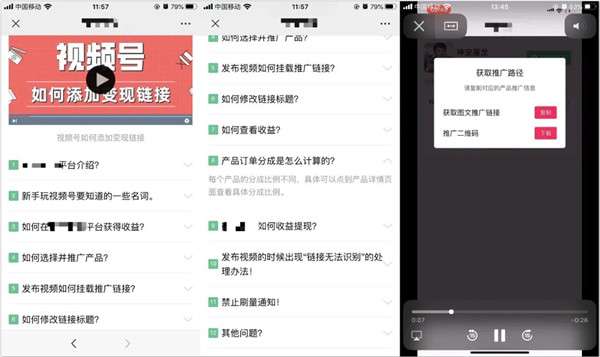 中国移动
11:57
79%
视频号
如何添加变现链接
视频号如何添加变现链接
1
平台介绍?
2 新手玩视频号要知道的一些名词。
3 如何在 平台获得收益?
4 如何选择并推广产品?
5 发布视频如何挂载推广链接?
6 如何修改链接标题?
中国移动
11:57
79%
如何选择并推广产品?
5 发布视频如何挂载推广链接?
6 如何修改链接标题?
7 如何查看收益?
8 产品订单分成是怎么计算的?
每个产品的分成比例不同，具体可以点到产品详情
页面查看具体分成比例。
9 如何收益提现?
10 发布视频的时候出现“链接无法识别”的处
理办法!
11 禁止刷量通知!
12 其他问题?
中国移动
13:45
获取推广路径
请复制对应的产品推广信息
获取图文推广链接 复制
推广二维码 下载
0:07
-0:26
15
15